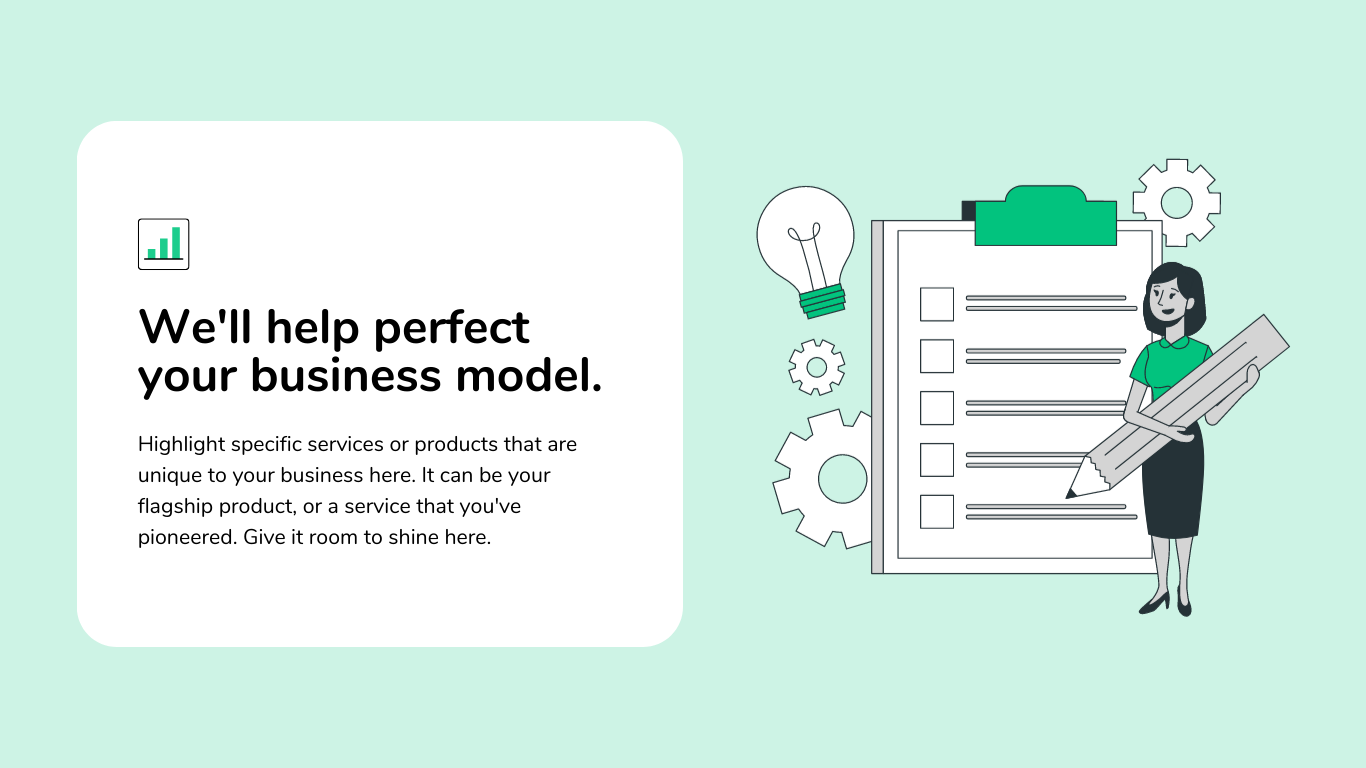 We'll help perfect
your business model.
Highlight specific services or products that are
unique to your business here. It can be your
flagship product, or a service that you've
pioneered. Give it room to shine here.